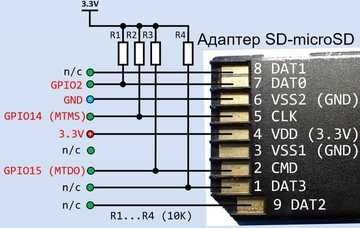 3.3V
R1 R2 R3 R4
Адаптер SD-microSD
n/c 8 DAT1
GPIO2 7 DAT0
GND 6 VSS2 (GND)
GPIO14 (MTMS) 5 CLK
3.3V 4 VDD (3.3V)
n/c 3 VSS1 (GND)
GPIO15 (MTDO) 2 CMD
n/c 1 DAT3
n/c 9 DAT2
R1...R4 (10K)